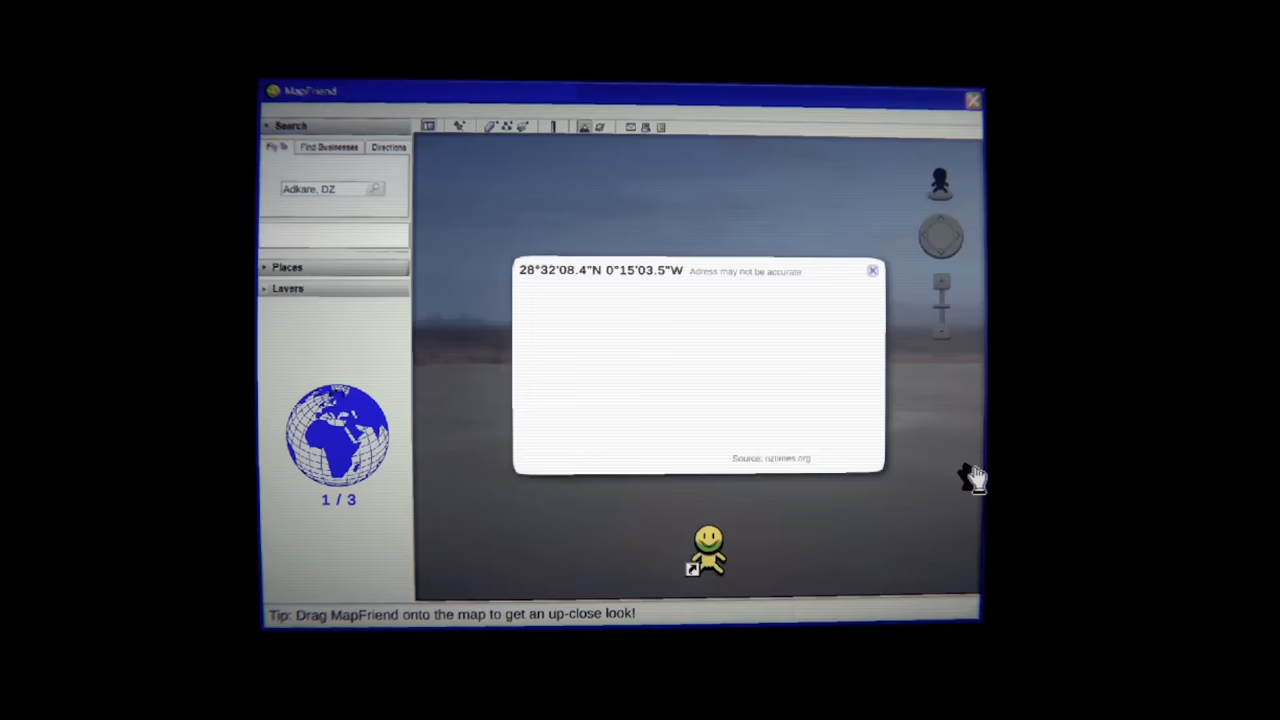 MapFriend
Search
Fly To
Find Businesses
Directions
Adkare, DZ
Places
Layers
1 / 3
28°32'08.4"N 0°15'03.5"W Adress may not be accurate
Source:
Tip: Drag MapFriend onto the map to get an up-close look!